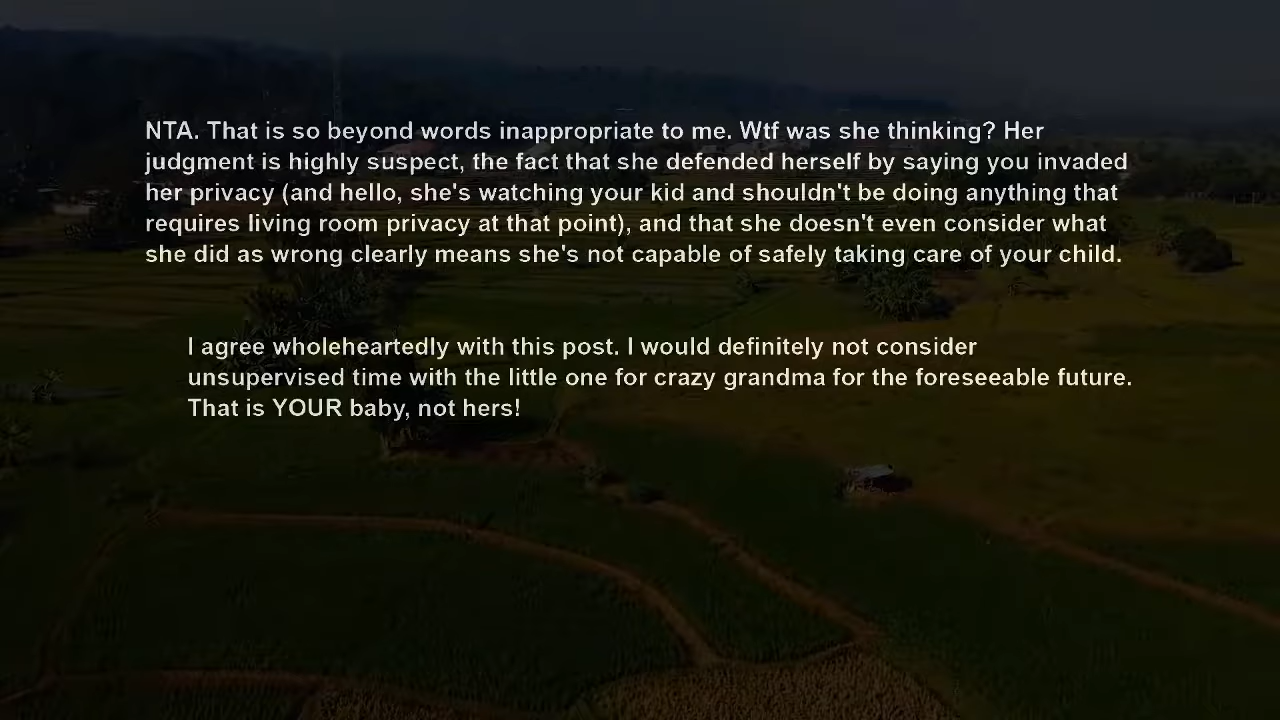 NTA. That is so beyond words inappropriate to me. Wtf was she thinking? Her
judgment is highly suspect, the fact that she defended herself by saying you invaded
her privacy (and hello, she's watching your kid and shouldn't be doing anything that
requires living room privacy at that point), and that she doesn't even consider what
she did as wrong clearly means she's not capable of safely taking care of your child.
I agree wholeheartedly with this post. I would definitely not consider
unsupervised time with the little one for crazy grandma for the foreseeable future.
That is YOUR baby, not hers!